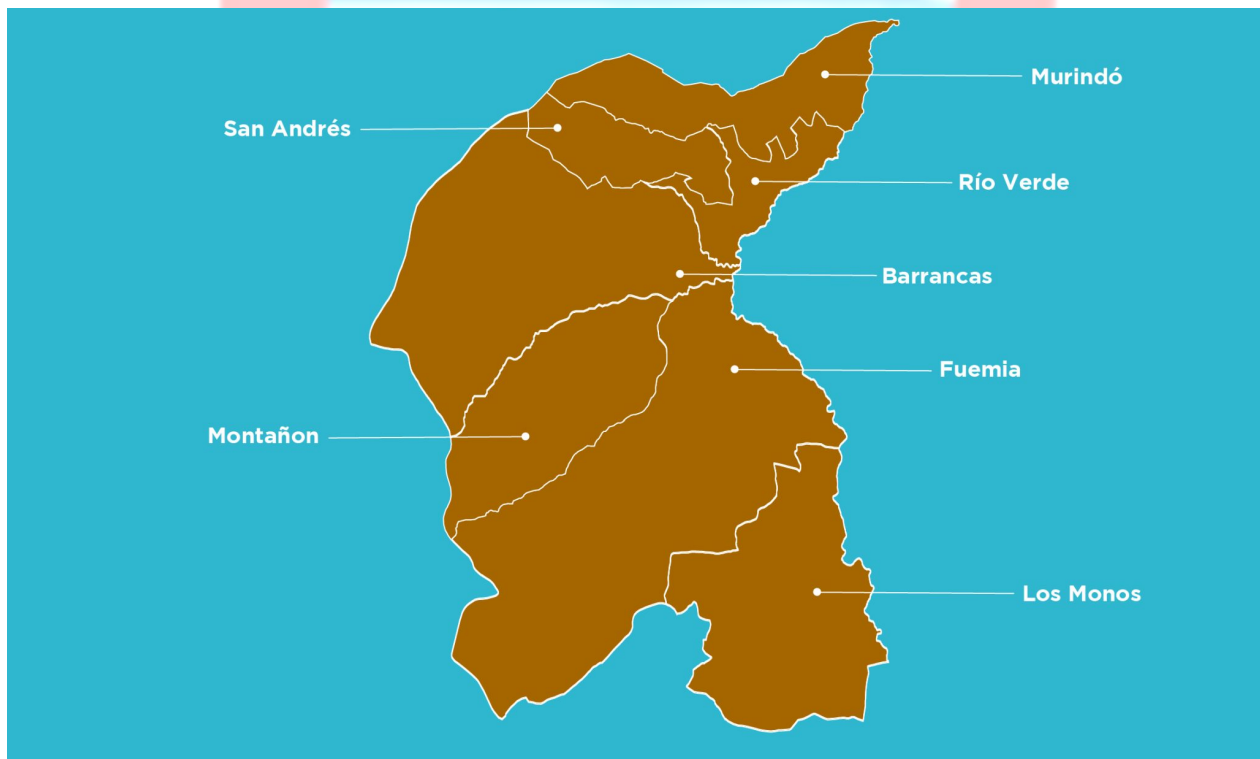 Murindó
San Andrés
Río Verde
Barrancas
Fuemia
Montañon
Los Monos